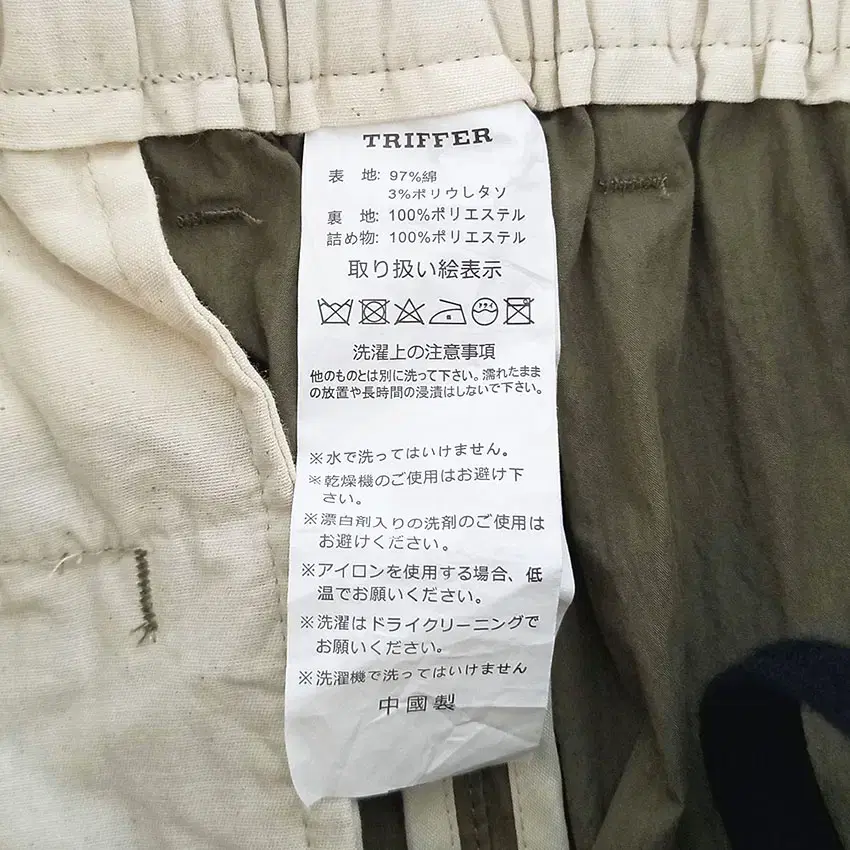 TRIFFER
表 地: 97%綿
3%ポリウしタソ
裏 地: 100%ポリエステル
詰め物: 100%ポリエステル
取り扱い絵表示
洗濯上の注意事項
他のものとは別に洗って下さい。濡れたまま
の放置や長時間の浸漬はしないで下さい。
※水で洗ってはいけません。
※乾燥機のご使用はお避け下
さい。
※漂白剤入りの洗剤のご使用は
お避けください。
※アイロンを使用する場合、低
温でお願いください。
※洗濯はドライクリーニングで
お願いください。
※洗濯機で洗ってはいけません
中國製